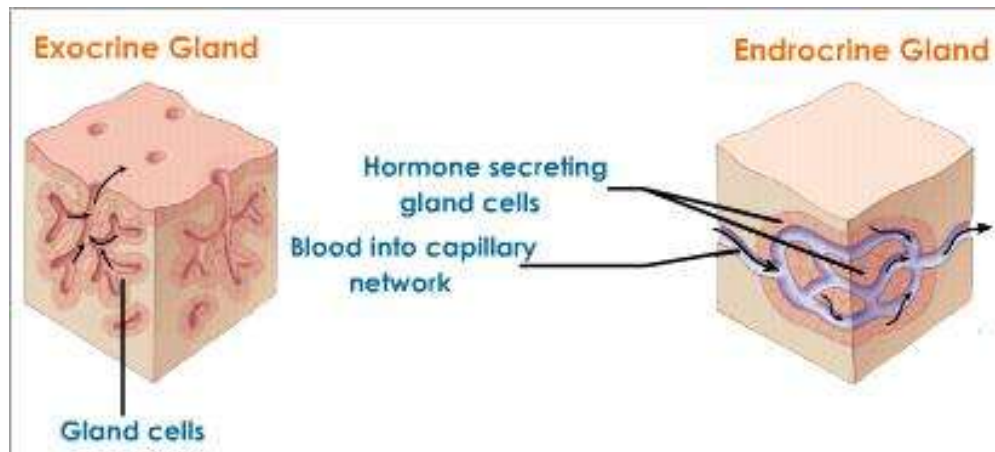 Exocrine Gland
Endrocrine Gland
Hormone secreting
gland cells
Blood into capillary
network
Gland cells